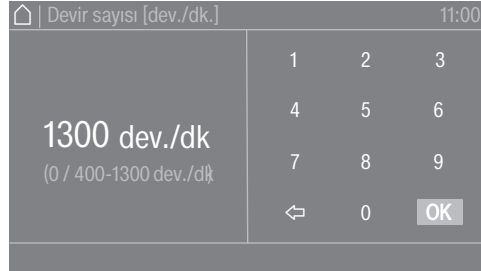 Devir sayısı [dev./dk.] 11:00
1 2 3
4 5 6
1300 dev./dk
(0 / 400-1300 dev./dk)
7 8 9
0 OK